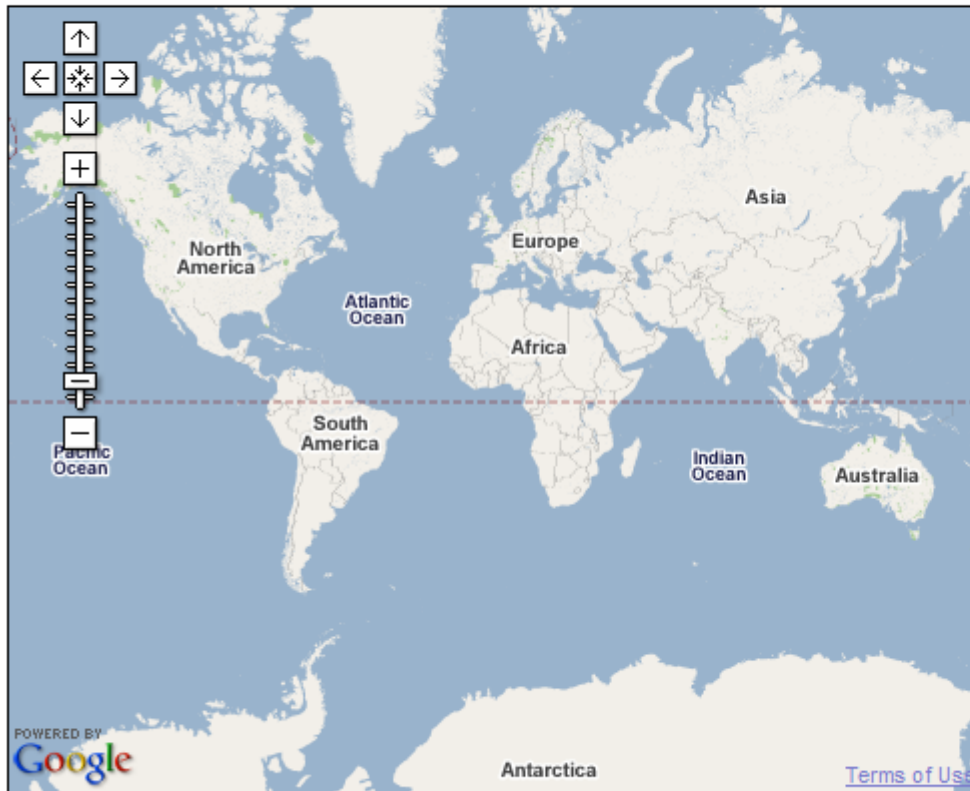 Asia
Europe
North
America
Atlantic
Ocean
Africa
South
America
Pacific
Ocean
Indian
Ocean
Australia
POWERED BY
Google
Antarctica
Terms of Use